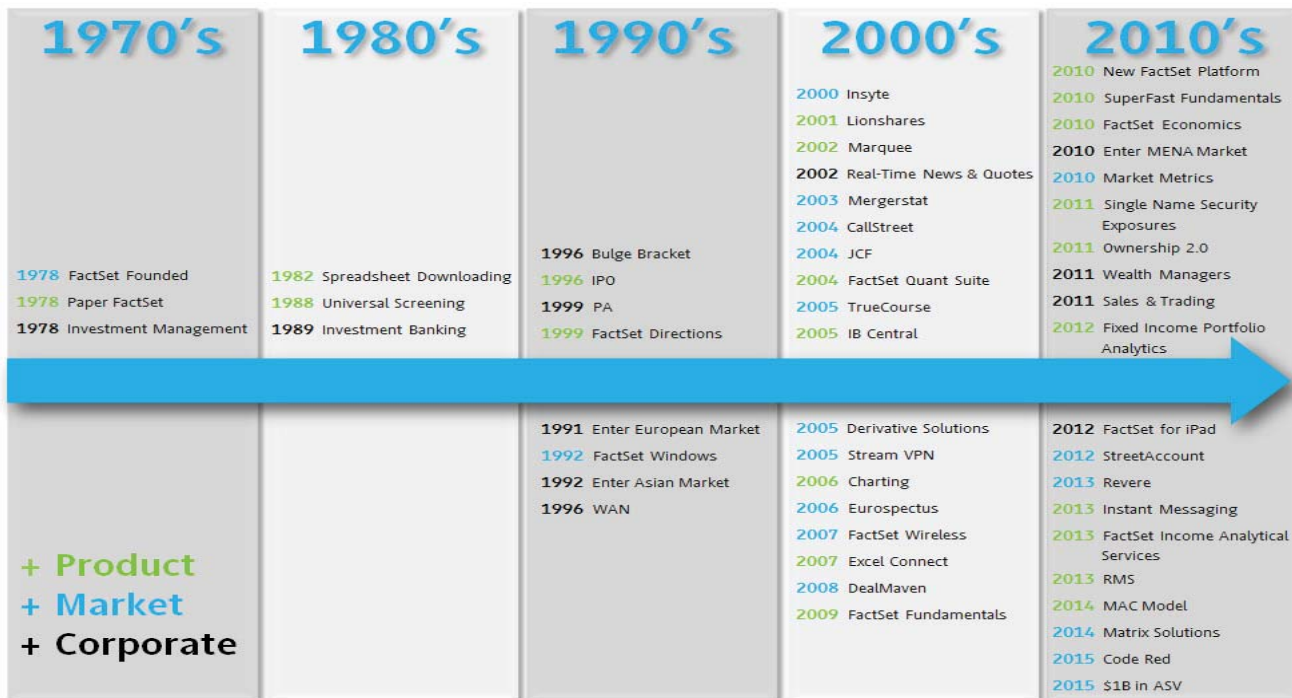 1970's
1978 FactSet Founded
1978 Paper FactSet
1978 Investment Management
+ Product
+ Market
+ Corporate
1980's
1982 Spreadsheet Downloading
1988 Universal Screening
1989 Investment Banking
1990's
1996 Bulge Bracket
1996 IPO
1999 PA
1999 FactSet Directions
1991 Enter European Market
1992 FactSet Windows
1992 Enter Asian Market
1996 WAN
2000's
2000 Insyte
2001 Lionshares
2002 Marquee
2002 Real-Time News & Quotes
2003 Mergerstat
2004 CallStreet
2004 JCF
2004 FactSet Quant Suite
2005 TrueCourse
2005 IB Central
2005 Derivative Solutions
2005 Stream VPN
2006 Charting
2006 Eurospectus
2007 FactSet Wireless
2007 Excel Connect
2008 DealMaven
2009 FactSet Fundamentals
2010's
2010 New FactSet Platform
2010 SuperFast Fundamentals
2010 FactSet Economics
2010 Enter MENA Market
2010 Market Metrics
2011 Single Name Security
Exposures
2011 Ownership 2.0
2011 Wealth Managers
2011 Sales & Trading
2012 Fixed Income Portfolio
Analytics
2012 FactSet for iPad
2012 StreetAccount
2013 Revere
2013 Instant Messaging
2013 FactSet Income Analytical
Services
2013 RMS
2014 MAC Model
2014 Matrix Solutions
2015 Code Red
2015 $1B in ASV